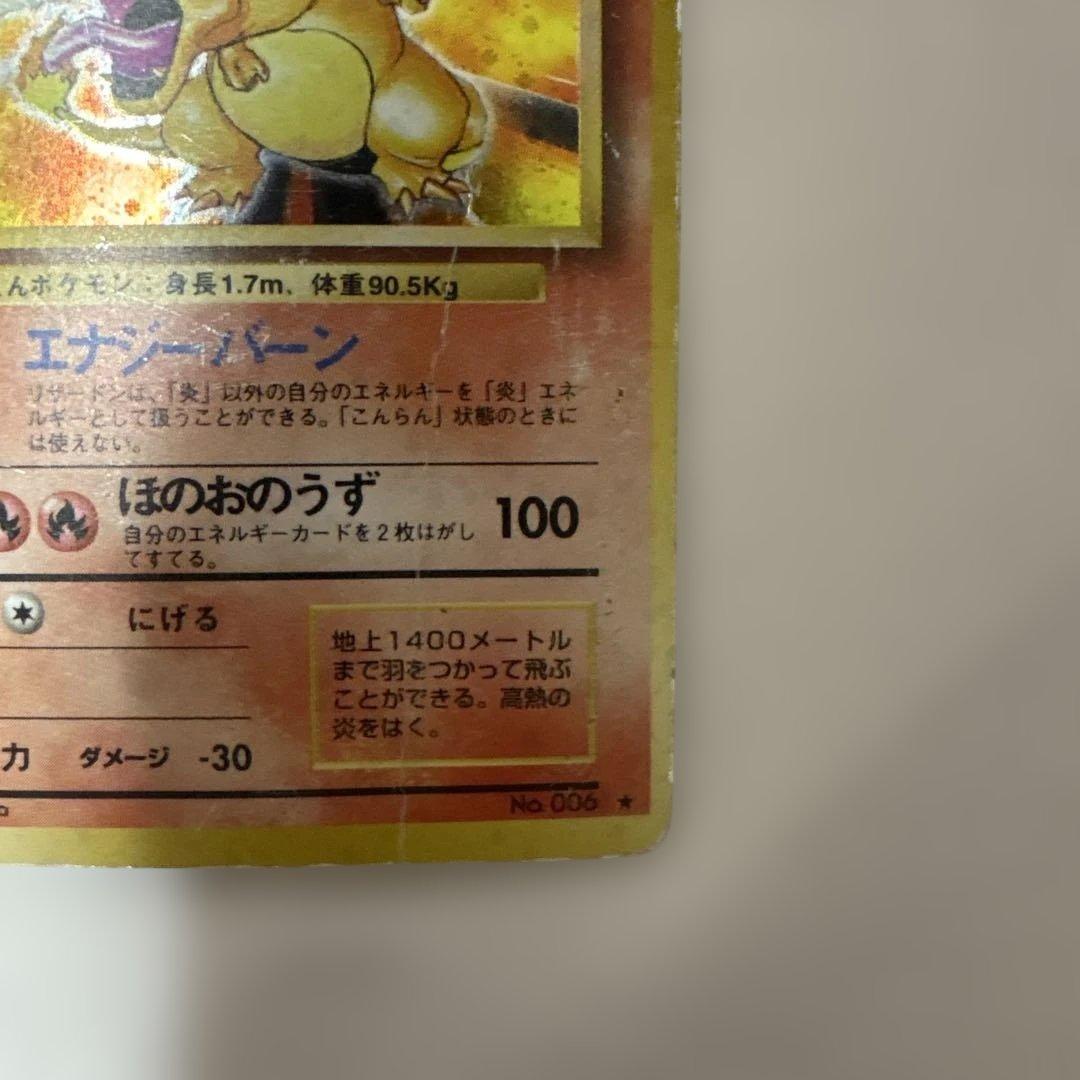 んポケモン:身長1.7m、体重90.5Kg
エナジーバーン
リザードンは、「炎」以外の自分のエネルギーを「炎」エネ
ルギーとして扱うことができる。「こんらん」状態のときに
は使えない。
ほのおのうず
100
自分のエネルギーカードを2枚はがし
てすてる。
にげる
地上1400メートル
まで羽をつかって飛ぶ
ことができる。高熱の
炎をはく。
力 ダメージ -30
No. 006 ★